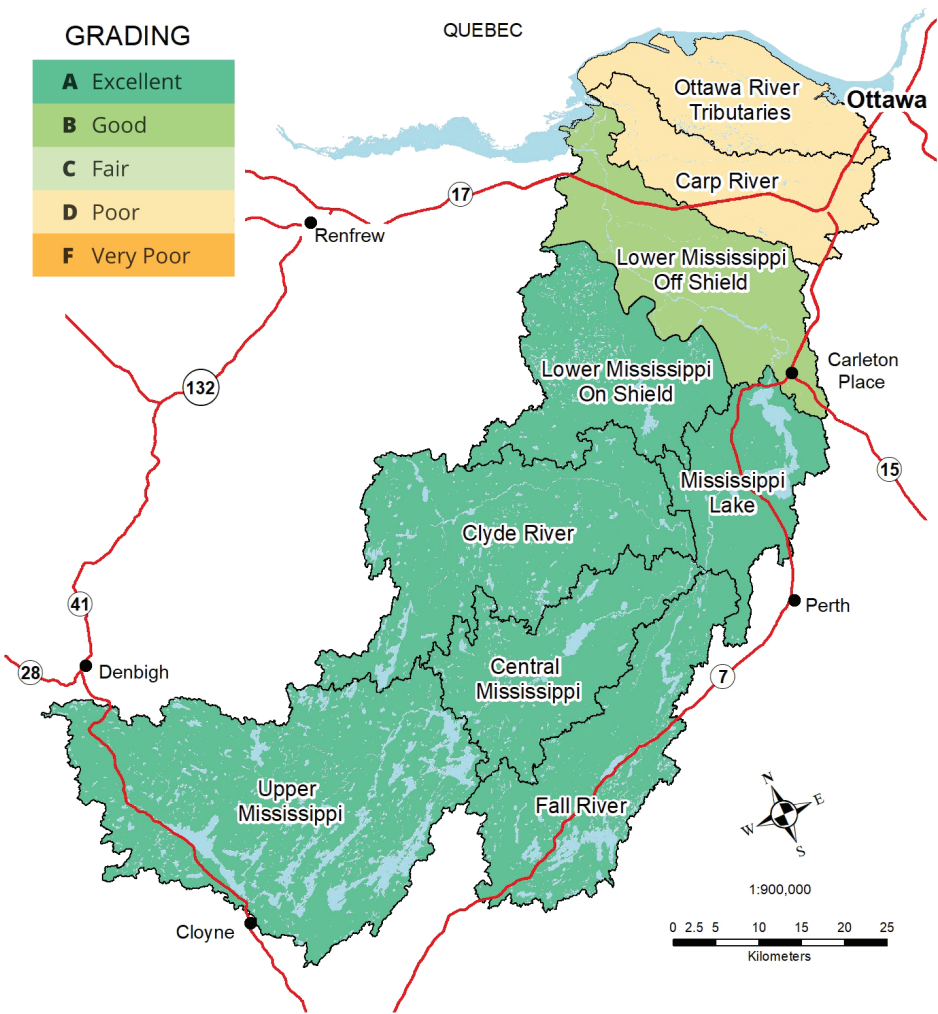 GRADING
A Excellent
B Good
C Fair
D Poor
F Very Poor
QUEBEC
Ottawa River
Tributaries
Ottawa
Carp River
17
Renfrew
Lower Mississippi
Off Shield
132
Lower Mississippi
On Shield
Carleton
Place
15
Mississippi
Lake
Clyde River
41
Perth
28
Denbigh
Central
Mississippi
7
Upper
Mississippi
Fall River
N
E
W
S
Cloyne
1:900,000
0 2.5 5 10 15 20 25
Kilometers